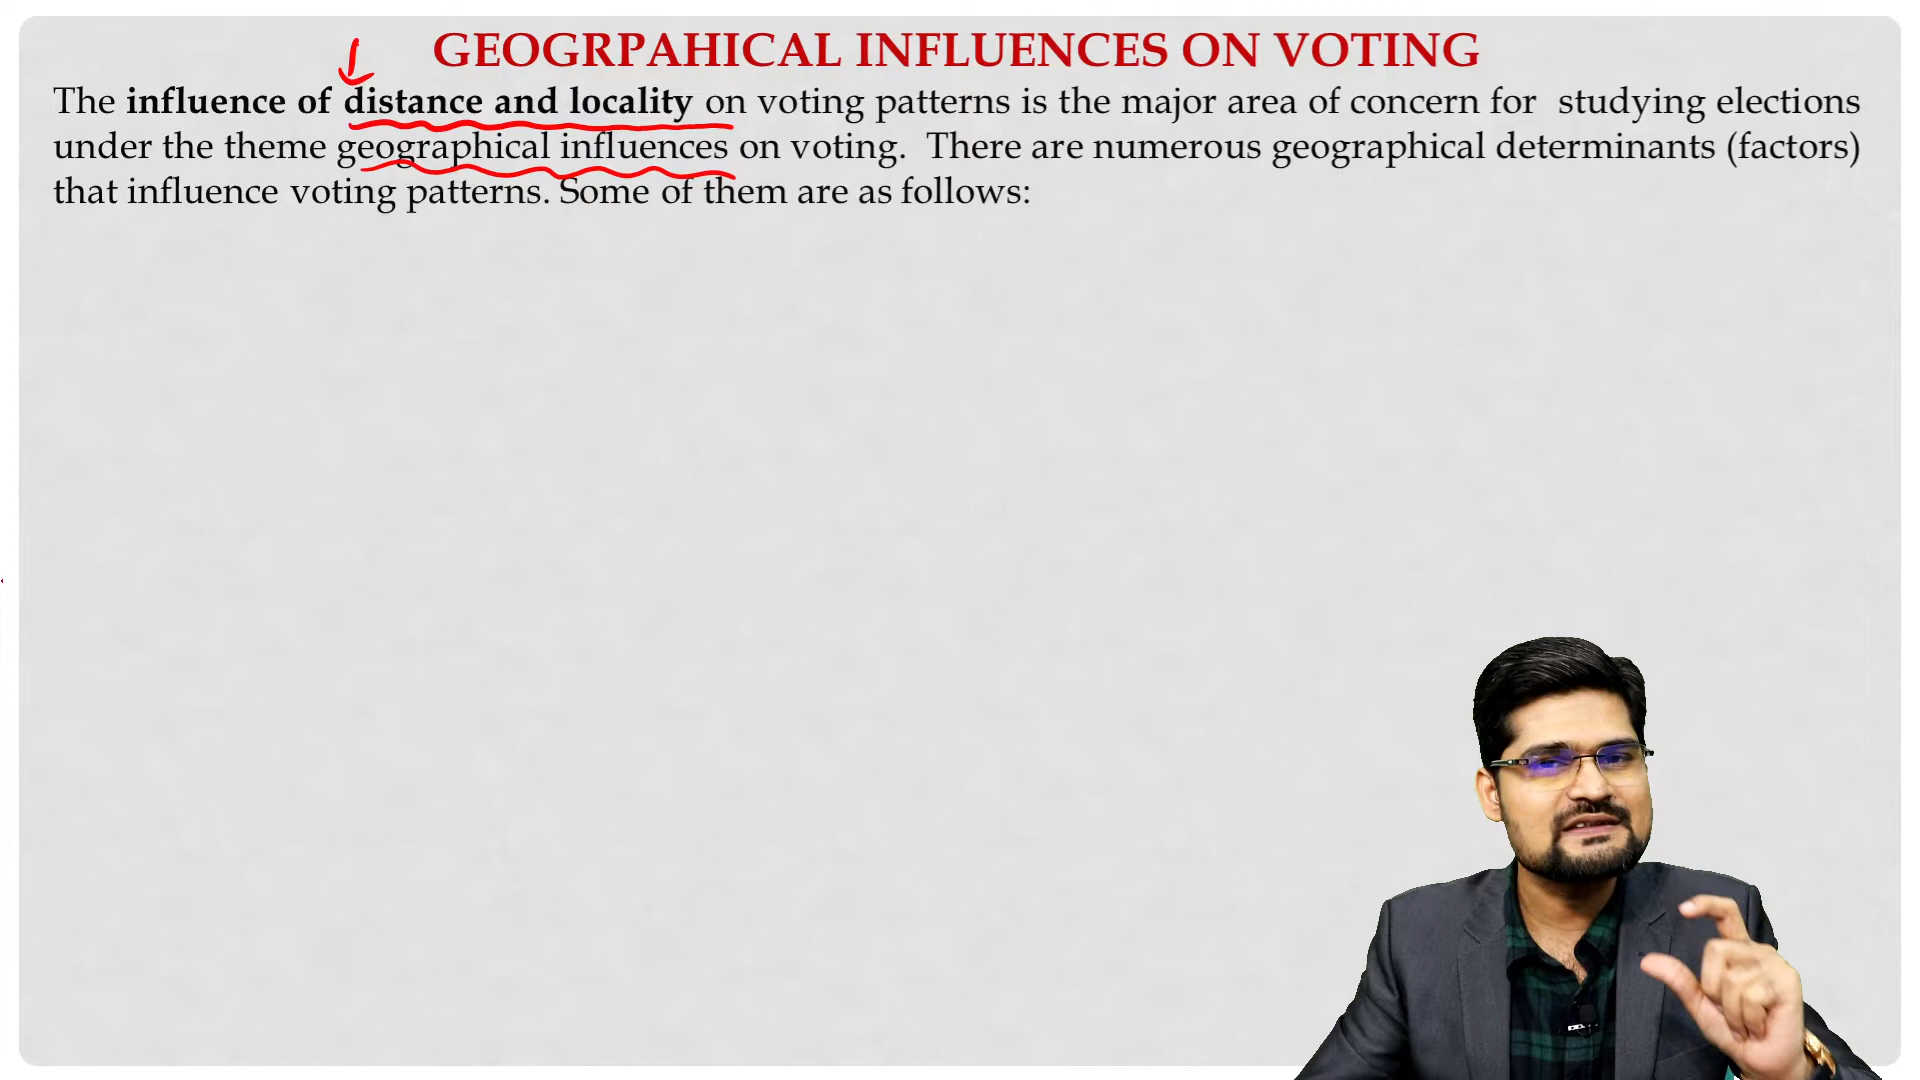 GEOGRPAHICAL INFLUENCES ON VOTING
The influence of distance and locality on voting patterns is the major area of concern for studying elections
under the theme geographical influences on voting. There are numerous geographical determinants (factors)
that influence voting patterns. Some of them are as follows: